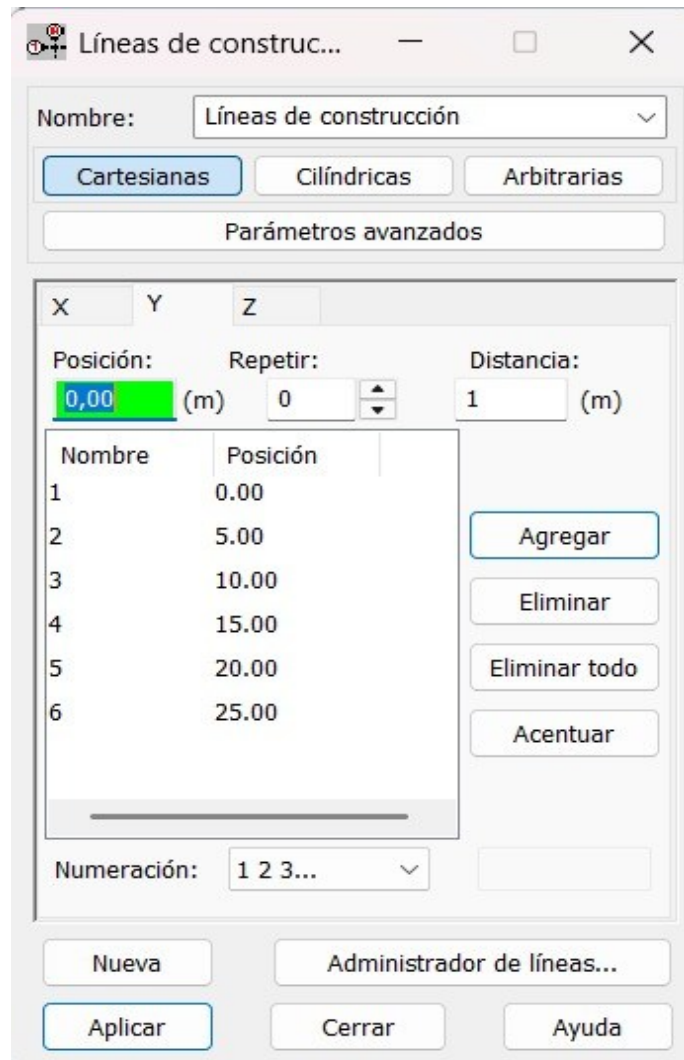 Líneas de construc...
Nombre: Líneas de construcción
Cartesianas Cilíndricas Arbitrarias
Parámetros avanzados
X Y Z
Posición: Repetir: Distancia:
0,00 (m) 0 1 (m)
Nombre Posición
1 0.00
2 5.00
Agregar
3 10.00
Eliminar
4 15.00
5 20.00
Eliminar todo
6 25.00
Acentuar
Numeración: 1 2 3...
Nueva Administrador de líneas...
Aplicar Cerrar Ayuda